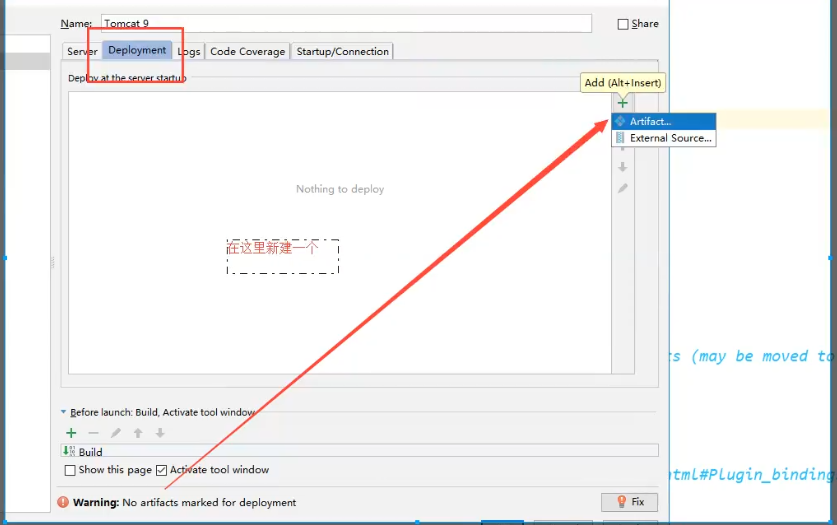 Name: Tomcat 9
Share
Server Deployment Logs Code Coverage Startup/Connection
Deploy at the server startup
Add (Alt+Insert)
Artifact...
External Source...
Nothing to deploy
在这里新建一个
s (may be moved to
Before launch: Build, Activate tool window
Build
Show this page Activate tool window
html#Plugin_binding
Warning: No artifacts marked for deployment
Fix